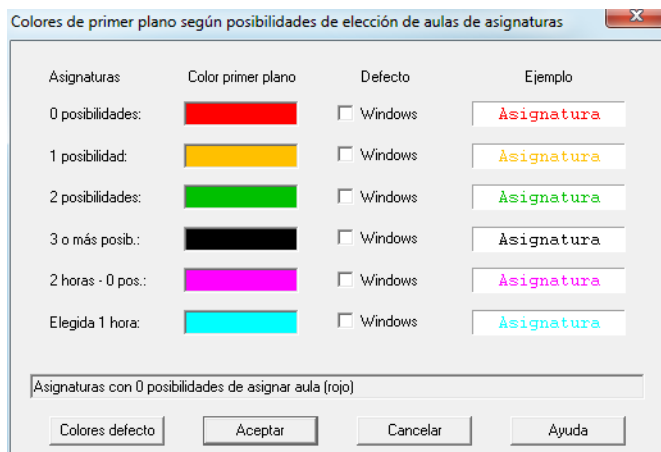 Colores de primer plano según posibilidades de elección de aulas de asignaturas
Asignaturas Color primer plano Defecto Ejemplo
0 posibilidades: Windows Asignatura
1 posibilidad: Windows Asignatura
2 posibilidades: Windows Asignatura
3 o más posib.: Windows Asignatura
2 horas - 0 pos.: Windows Asignatura
Elegida 1 hora: Windows Asignatura
Asignaturas con 0 posibilidades de asignar aula (rojo)
Colores defecto Aceptar Cancelar Ayuda